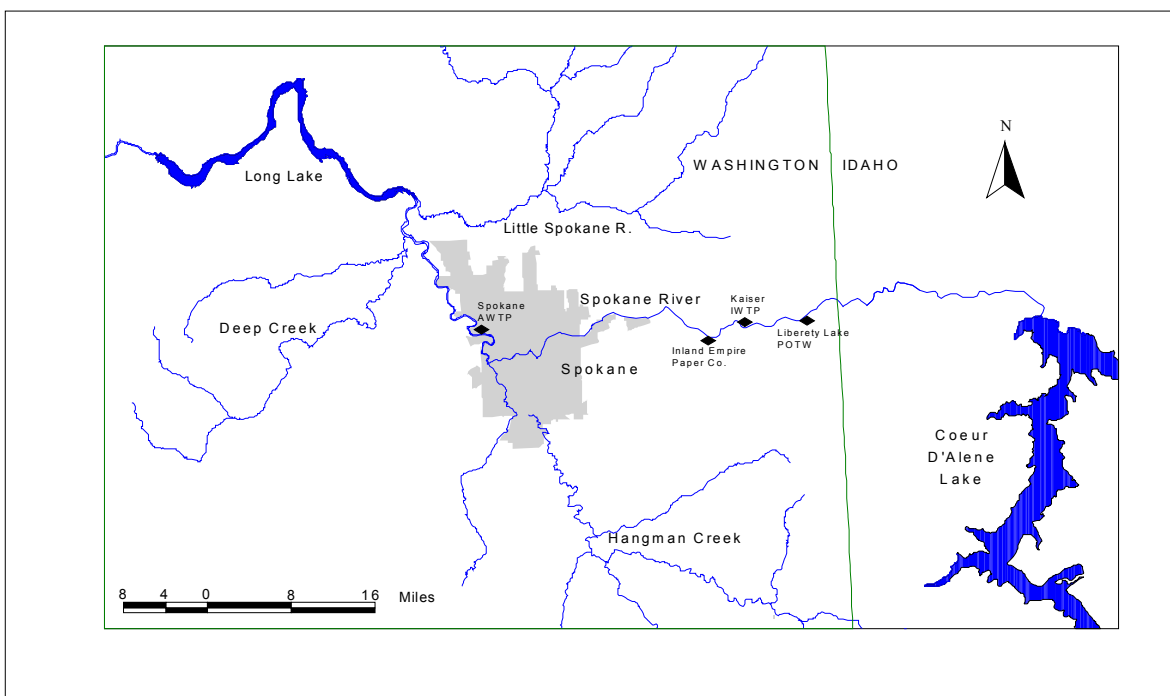 N
WASHINGTON IDAHO
Long Lake
Little Spokane R.
Spokane River
Spokane
AWTP
Kaiser
IWTP
Deep Creek
Liberety Lake
POTW
Inland Empire
Paper Co.
Spokane
Coeur
D'Alene
Lake
Hangman Creek
8 4 0 8 16 Miles